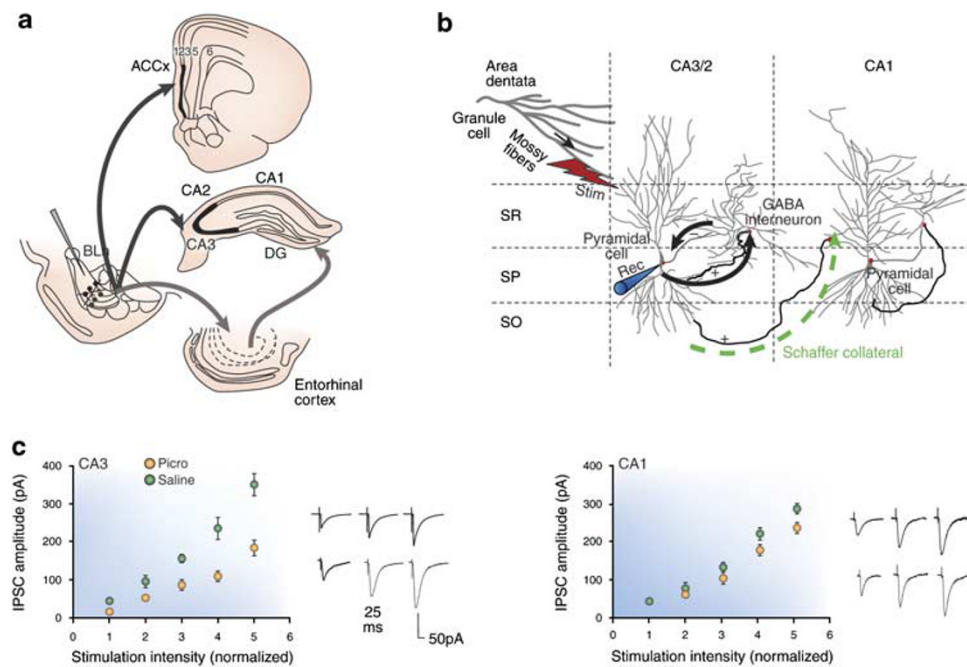 a
ACCx
123 5 6
CA2
CA1
CA3
DG
BLa
Entorhinal
cortex
b
Area
dentata
CA3/2
CA1
Granule
cell
Mossy
fibers
Stim
SR
GABA
interneuron
Pyramidal
cell
Rec
+
SP
Pyramidal
cell
SO
+
Schaffer collateral
c
CA3
Picro
Saline
IPSC amplitude (pA)
400
300
200
100
0
0 1 2 3 4 5 6
Stimulation intensity (normalized)
25
ms
50pA
CA1
IPSC amplitude (pA)
400
300
200
100
0
0 1 2 3 4 5 6
Stimulation intensity (normalized)